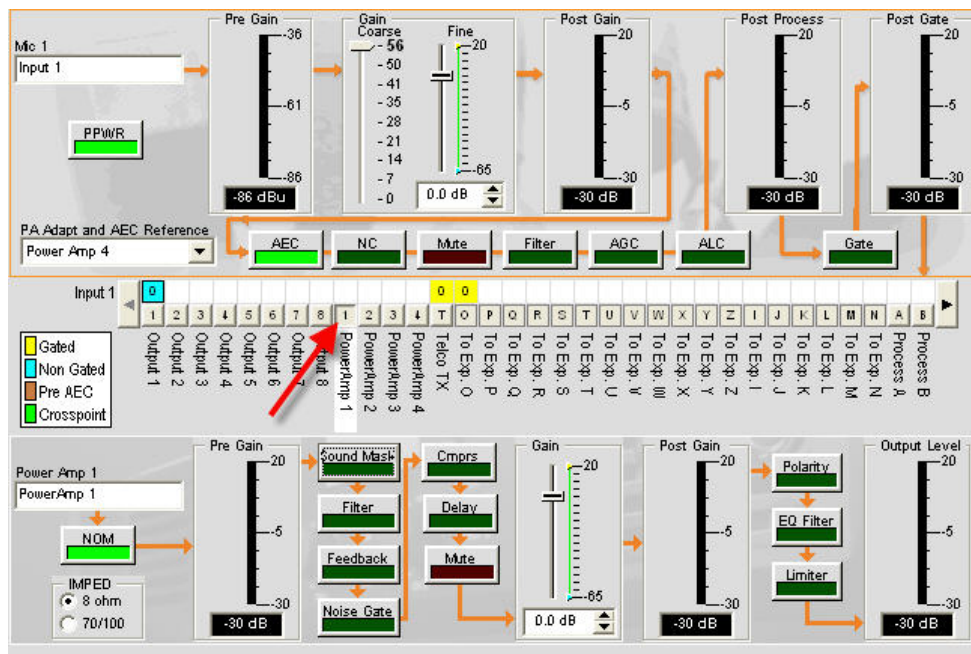 Mic 1
Input 1
PPWR
PA Adapt and AEC Reference
Power Amp 4
Pre Gain
-36
-61
-86
-86 dBu
Gain
Coarse
Fine
- 56
- 50
- 41
- 35
- 28
- 21
- 14
- 7
- 0
20
-65
0.0 dB
Post Gain
20
-5
-30
-30 dB
Post Process
20
-5
-30
-30 dB
Post Gate
20
-5
-30
-30 dB
AEC
NC
Mute
Filter
AGC
ALC
Gate
Input 1
0 0 0
1 2 3 4 5 6 7 8 1 2 3 4 T O P Q R S T U V W X Y Z I J K L M N A B
Output 1
Output 2
Output 3
Output 4
Output 5
Output 6
Output 7
Output 8
PowerAmp 1
PowerAmp 2
PowerAmp 3
PowerAmp 4
Telco TX
To Exp. O
To Exp. P
To Exp. Q
To Exp. R
To Exp. S
To Exp. T
To Exp. U
To Exp. V
To Exp. W
To Exp. X
To Exp. Y
To Exp. Z
To Exp. I
To Exp. J
To Exp. K
To Exp. L
To Exp. M
To Exp. N
Process A
Process B
Gated
Non Gated
Pre AEC
Crosspoint
Power Amp 1
PowerAmp 1
NOM
IMPED
8 ohm
70/100
Pre Gain
20
-5
-30
-30 dB
Sound Mask
Filter
Feedback
Noise Gate
Cmprs
Delay
Mute
Gain
20
-65
0.0 dB
Post Gain
20
-5
-30
-30 dB
Polarity
EQ Filter
Limiter
Output Level
20
-5
-30
-30 dB